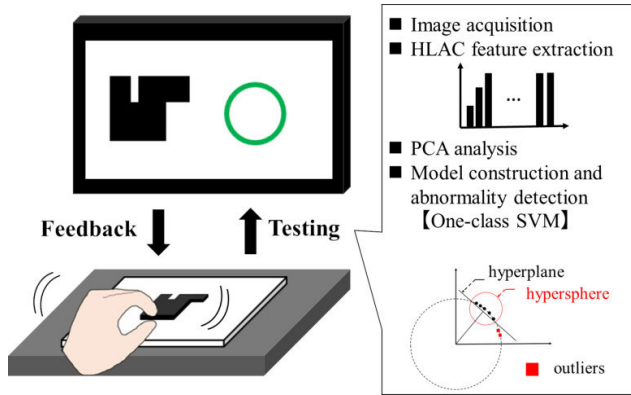 Image acquisition
HLAC feature extraction
...
PCA analysis
Model construction and
abnormality detection
【One-class SVM】
Feedback
Testing
hyperplane
hypersphere
outliers